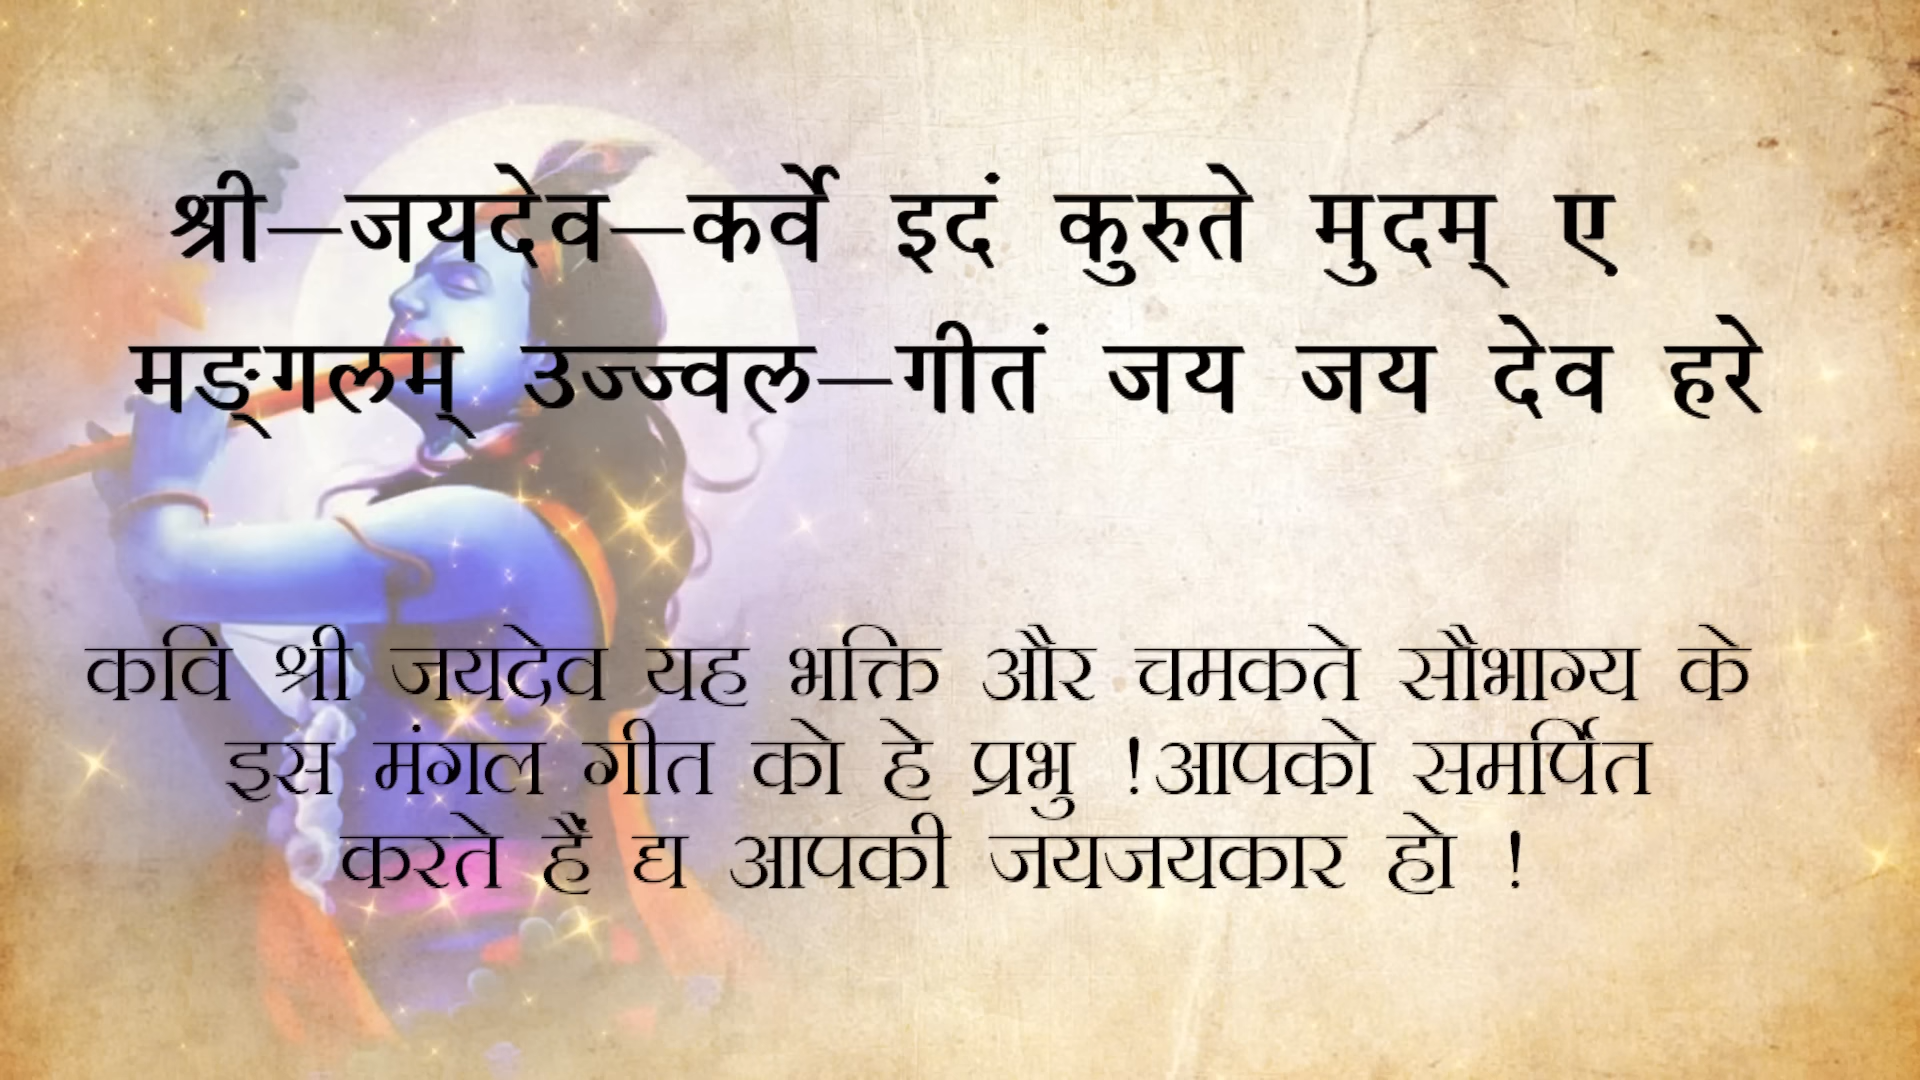 श्री–जयदेव–कर्वे इदं कुरुते मुदम् ए
मङ्गलम् उज्ज्वल–गीतं जय जय देव हरे
कवि श्री जयदेव यह भक्ति और चमकते सौभाग्य के
इस मंगल गीत को हे प्रभु !आपको समर्पित
करते हैं द्य आपकी जयजयकार हो !